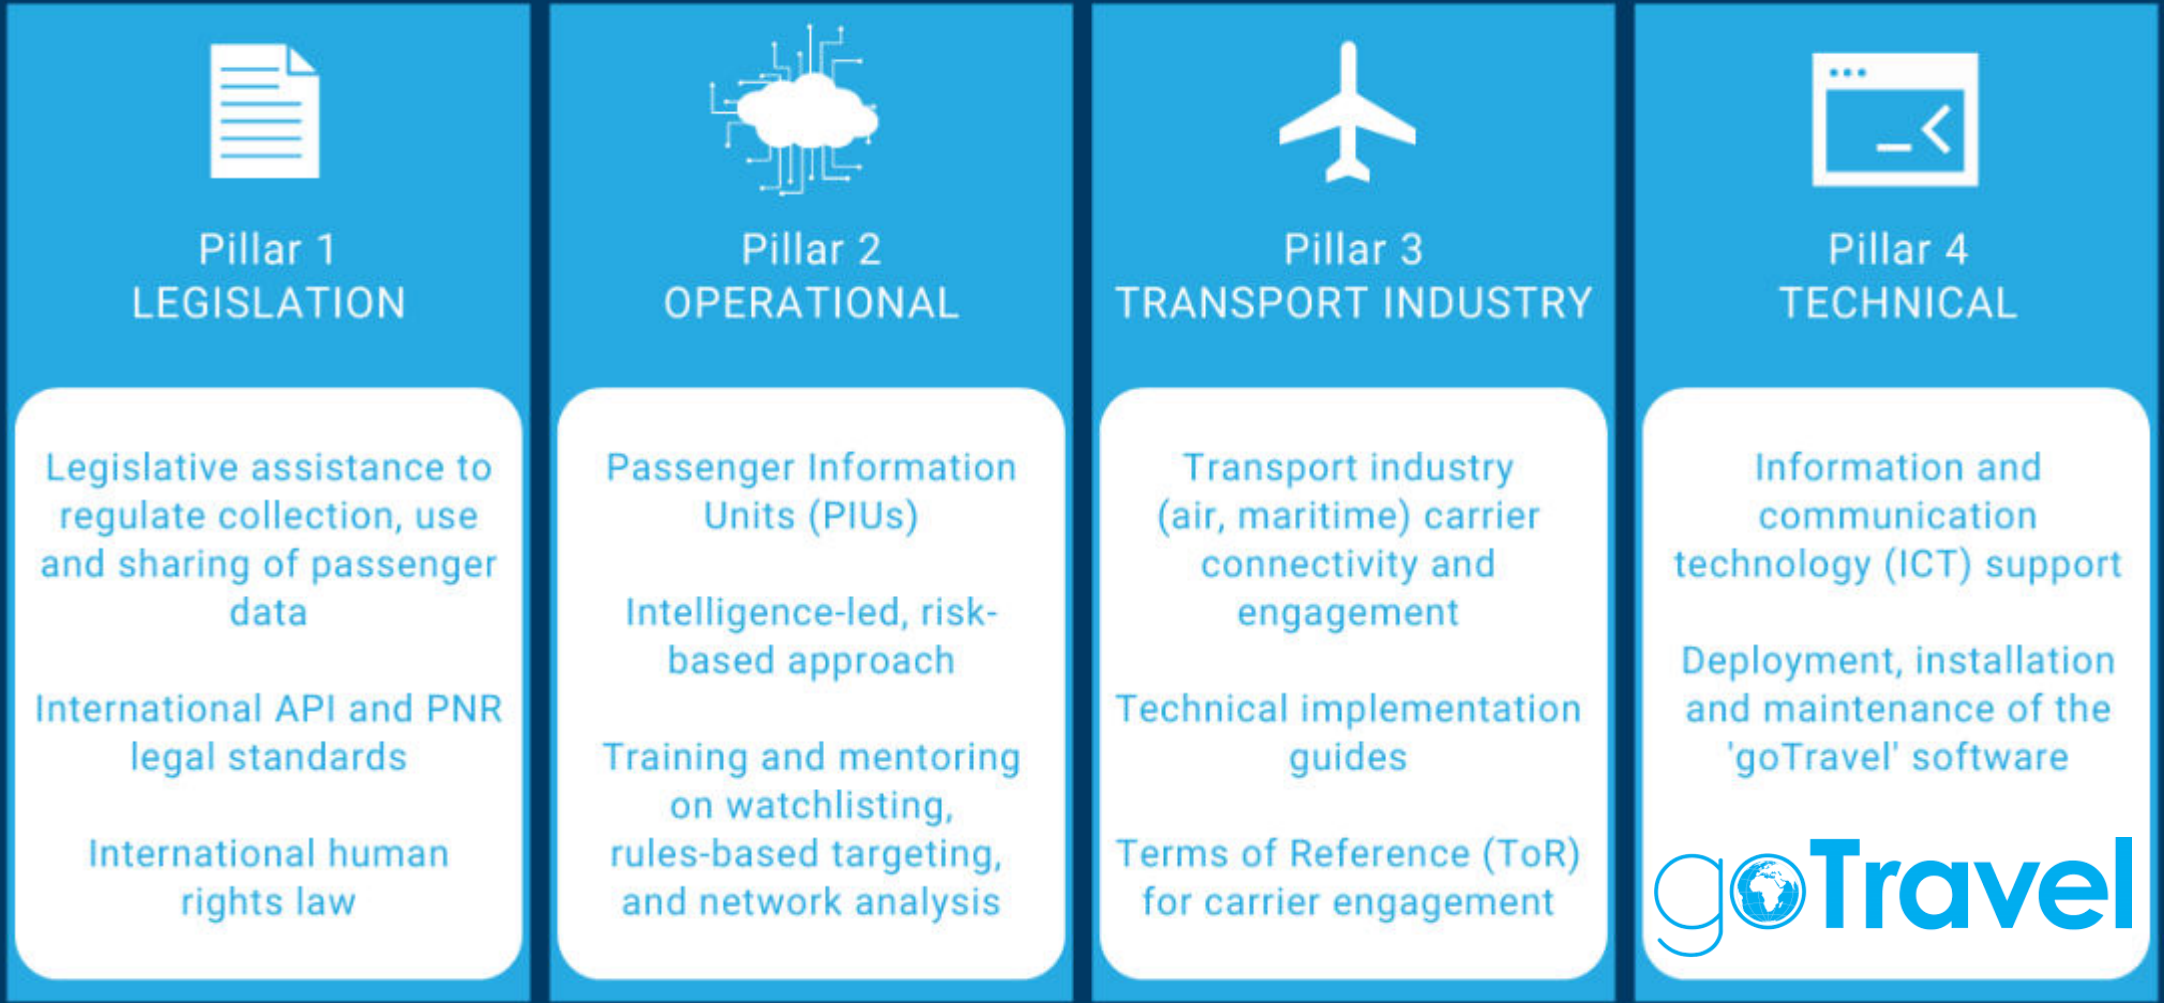 Pillar 1
LEGISLATION
Legislative assistance to
regulate collection, use
and sharing of passenger
data
International API and PNR
legal standards
International human
rights law
Pillar 2
OPERATIONAL
Passenger Information
Units (PIUs)
Intelligence-led, risk-
based approach
Training and mentoring
on watchlisting,
rules-based targeting,
and network analysis
Pillar 3
TRANSPORT INDUSTRY
Transport industry
(air, maritime) carrier
connectivity and
engagement
Technical implementation
guides
Terms of Reference (ToR)
for carrier engagement
Pillar 4
TECHNICAL
Information and
communication
technology (ICT) support
Deployment, installation
and maintenance of the
'goTravel' software
goTravel